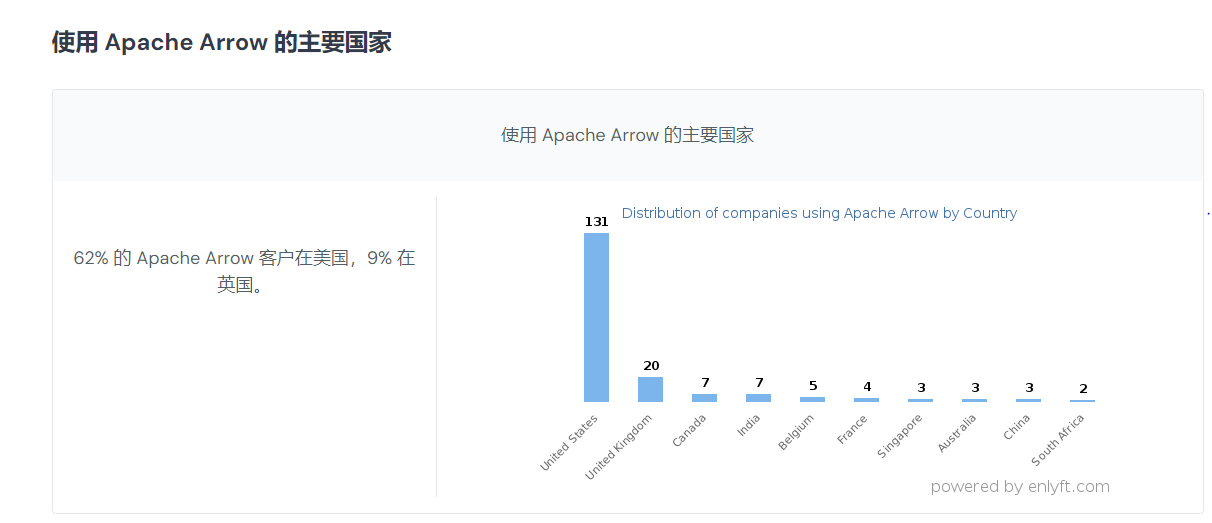 使用 Apache Arrow 的主要国家
使用 Apache Arrow 的主要国家
62% 的 Apache Arrow 客户在美国，9% 在
英国。
Distribution of companies using Apache Arrow by Country
131
20
7
7
5
4
3
3
3
2
United States
United Kingdom
Canada
India
Belgium
France
Singapore
Australia
China
South Africa
powered by enlyft.com